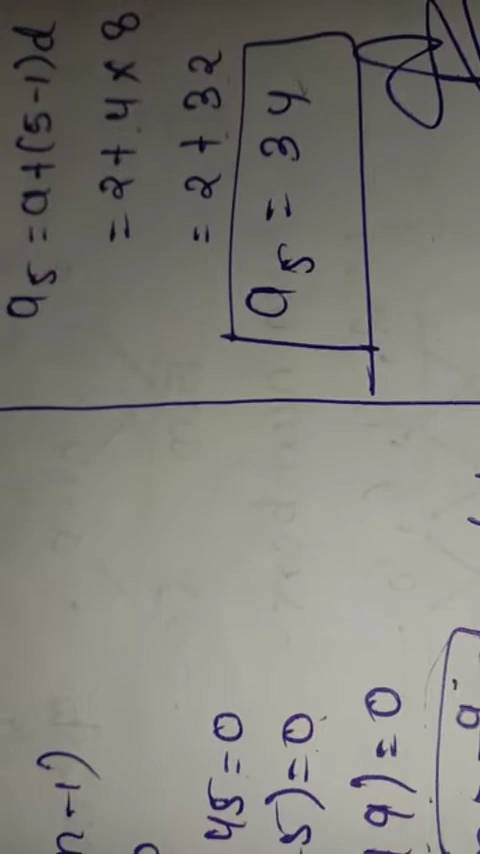 a5 = a+(5-1)d
= 2+4×8
= 2+32
a5 = 34
n-1)
45=0
5)=0
9)=0